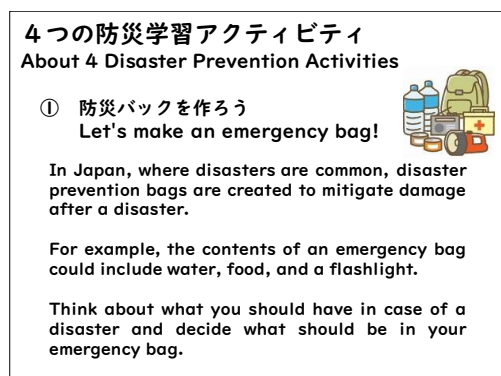 ４つの防災学習アクティビティ
About 4 Disaster Prevention Activities
① 防災バックを作ろう
Let's make an emergency bag!
In Japan, where disasters are common, disaster
prevention bags are created to mitigate damage
after a disaster.
For example, the contents of an emergency bag
could include water, food, and a flashlight.
Think about what you should have in case of a
disaster and decide what should be in your
emergency bag.